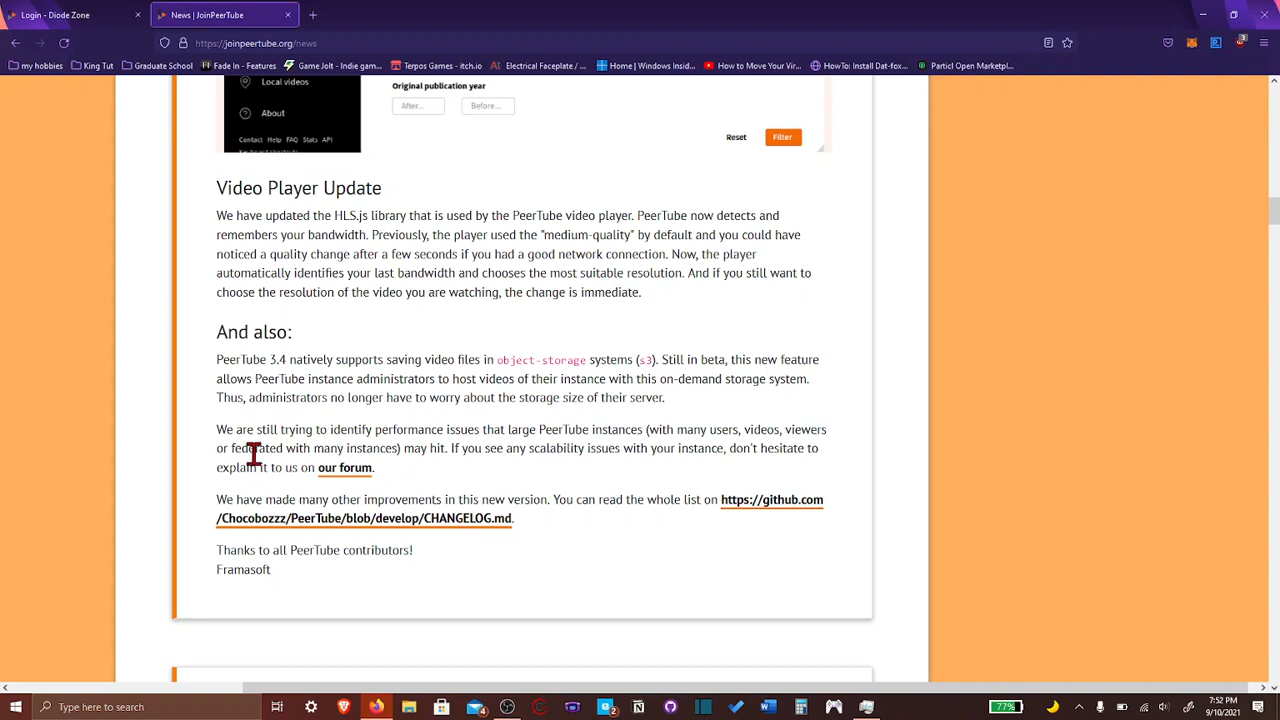 Login - Diode Zone
News | JoinPeerTube
https://joinpeertube.org/news
3
my hobbies
King Tut
Graduate School
Fade In - Features
Game Jolt - Indie gam...
Terpos Games - itch.io
Electrical Faceplate /...
Home | Windows Insid...
How to Move Your Vir...
HowTo: Install Dat-fox...
Particl Open Marketpl...
Local videos
About
Contact Help FAQ Stats API
Keyboard shortcuts
Original publication year
After...
Before...
Reset
Filter
Video Player Update
We have updated the HLS.js library that is used by the PeerTube video player. PeerTube now detects and
remembers your bandwidth. Previously, the player used the "medium-quality" by default and you could have
noticed a quality change after a few seconds if you had a good network connection. Now, the player
automatically identifies your last bandwidth and chooses the most suitable resolution. And if you still want to
choose the resolution of the video you are watching, the change is immediate.
And also:
PeerTube 3.4 natively supports saving video files in object-storage systems (s3). Still in beta, this new feature
allows PeerTube instance administrators to host videos of their instance with this on-demand storage system.
Thus, administrators no longer have to worry about the storage size of their server.
We are still trying to identify performance issues that large PeerTube instances (with many users, videos, viewers
or federated with many instances) may hit. If you see any scalability issues with your instance, don't hesitate to
explain it to us on our forum.
We have made many other improvements in this new version. You can read the whole list on https://github.com
/Chocobozzz/PeerTube/blob/develop/CHANGELOG.md.
Thanks to all PeerTube contributors!
Framasoft
Type here to search
4
2
77%
7:52 PM
9/10/2021